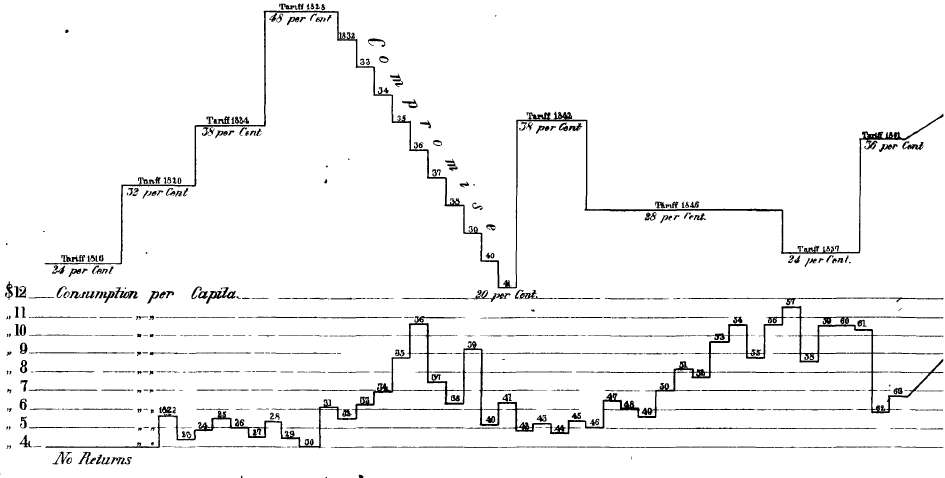 Tariff 1828
48 per Cent
1832
33
34
35
36
37
38
39
40
41
Compromise
20 per Cent.
Tariff 1824
38 per Cent
Tariff 1820
32 per Cent
Tariff 1816
24 per Cent
Tariff 1842
38 per Cent
Tariff 1846
28 per Cent.
Tariff 1857
24 per Cent.
Tariff 1861
36 per Cent
$12 Consumption per Capita.
„ 11 „ „
„ 10 „ „
„ 9 „ „
„ 8 „ „
„ 7 „ „
„ 6 „ „
„ 5 „ „
„ 4 „ „
1822
23
24
25
26
27
28
29
30
31
32
33
34
35
36
37
38
39
40
41
42
43
44
45
46
47
48
49
50
51
52
53
54
55
56
57
58
59
60
61
62
63
No Returns